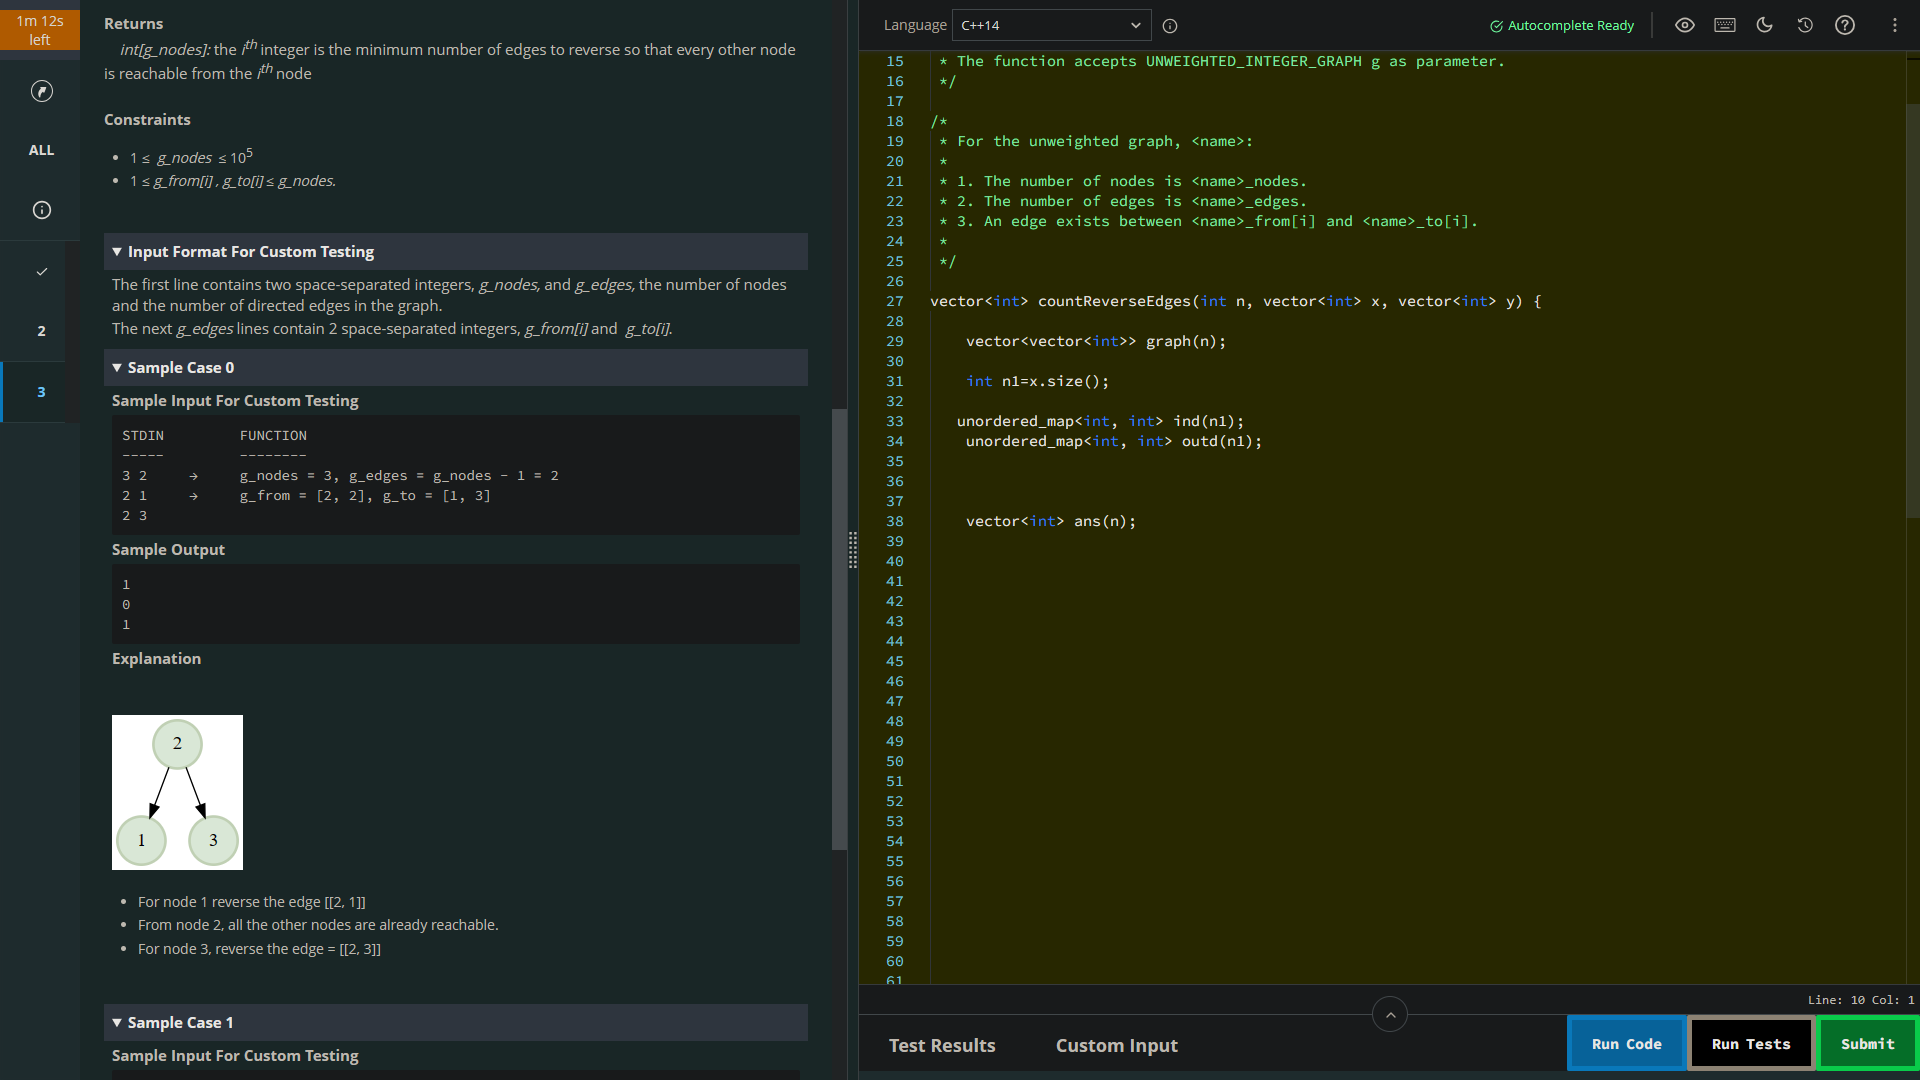 1m 12s
left
ALL
2
3
Returns
int[g_nodes]: the ith integer is the minimum number of edges to reverse so that every other node
is reachable from the ith node
Constraints
• 1 ≤ g_nodes ≤ 10^5
• 1 ≤ g_from[i] , g_to[i] ≤ g_nodes.
▼ Input Format For Custom Testing
The first line contains two space-separated integers, g_nodes, and g_edges, the number of nodes
and the number of directed edges in the graph.
The next g_edges lines contain 2 space-separated integers, g_from[i] and g_to[i].
▼ Sample Case 0
Sample Input For Custom Testing
STDIN FUNCTION
----- --------
3 2 → g_nodes = 3, g_edges = g_nodes - 1 = 2
2 1 → g_from = [2, 2], g_to = [1, 3]
2 3
Sample Output
1
0
1
Explanation
2
1 3
• For node 1 reverse the edge [[2, 1]]
• From node 2, all the other nodes are already reachable.
• For node 3, reverse the edge = [[2, 3]]
▼ Sample Case 1
Sample Input For Custom Testing
Language C++14
Autocomplete Ready
15 * The function accepts UNWEIGHTED_INTEGER_GRAPH g as parameter.
16 */
17
18 /*
19 * For the unweighted graph, <name>:
20 *
21 * 1. The number of nodes is <name>_nodes.
22 * 2. The number of edges is <name>_edges.
23 * 3. An edge exists between <name>_from[i] and <name>_to[i].
24 *
25 */
26
27 vector<int> countReverseEdges(int n, vector<int> x, vector<int> y) {
28
29 vector<vector<int>> graph(n);
30
31 int n1=x.size();
32
33 unordered_map<int, int> ind(n1);
34 unordered_map<int, int> outd(n1);
35
36
37
38 vector<int> ans(n);
39
40
41
42
43
44
45
46
47
48
49
50
51
52
53
54
55
56
57
58
59
60
61
Line: 10 Col: 1
Test Results
Custom Input
Run Code
Run Tests
Submit